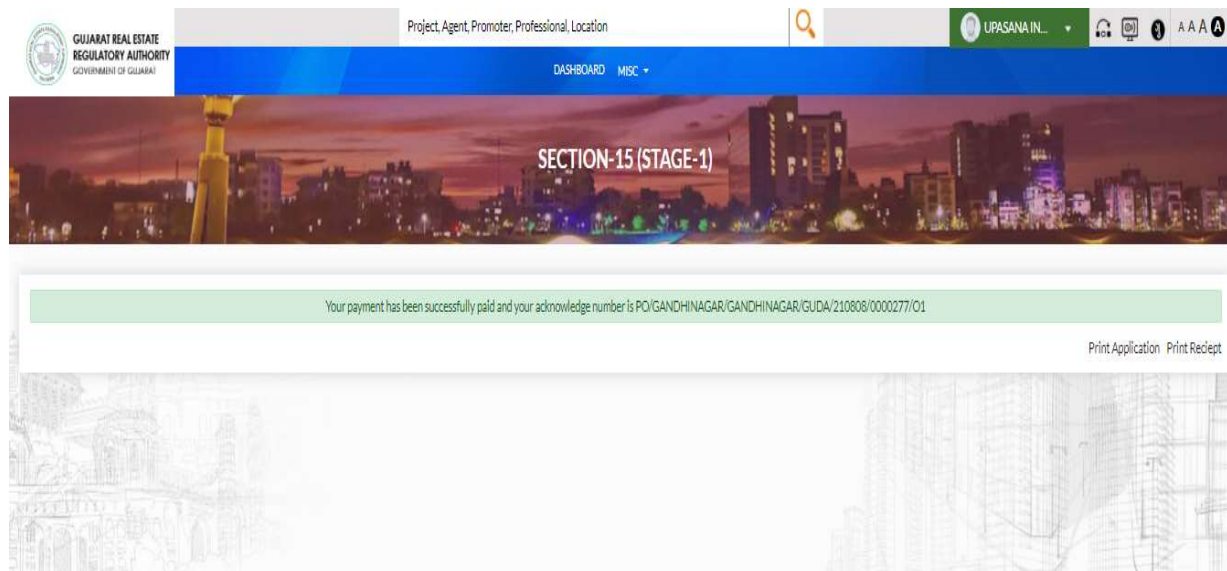 GUJARAT REAL ESTATE
REGULATORY AUTHORITY
GOVERNMENT OF GUJARAT
Project, Agent, Promoter, Professional, Location
UPASANA IN...
A A A A
DASHBOARD MISC
SECTION-15 (STAGE-1)
Your payment has been successfully paid and your acknowledge number is PO/GANDHINAGAR/GANDHINAGAR/GUDA/210808/0000277/O1
Print Application Print Reciept